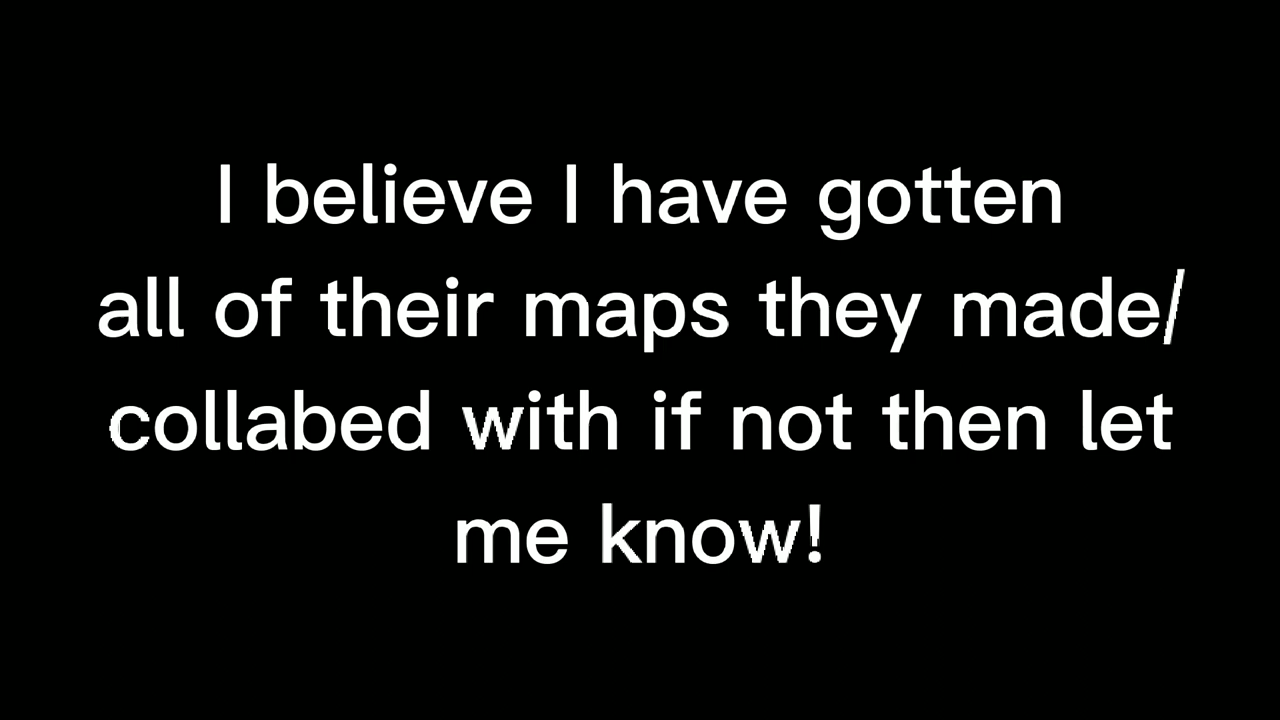 I believe I have gotten
all of their maps they made/
collabed with if not then let
me know!